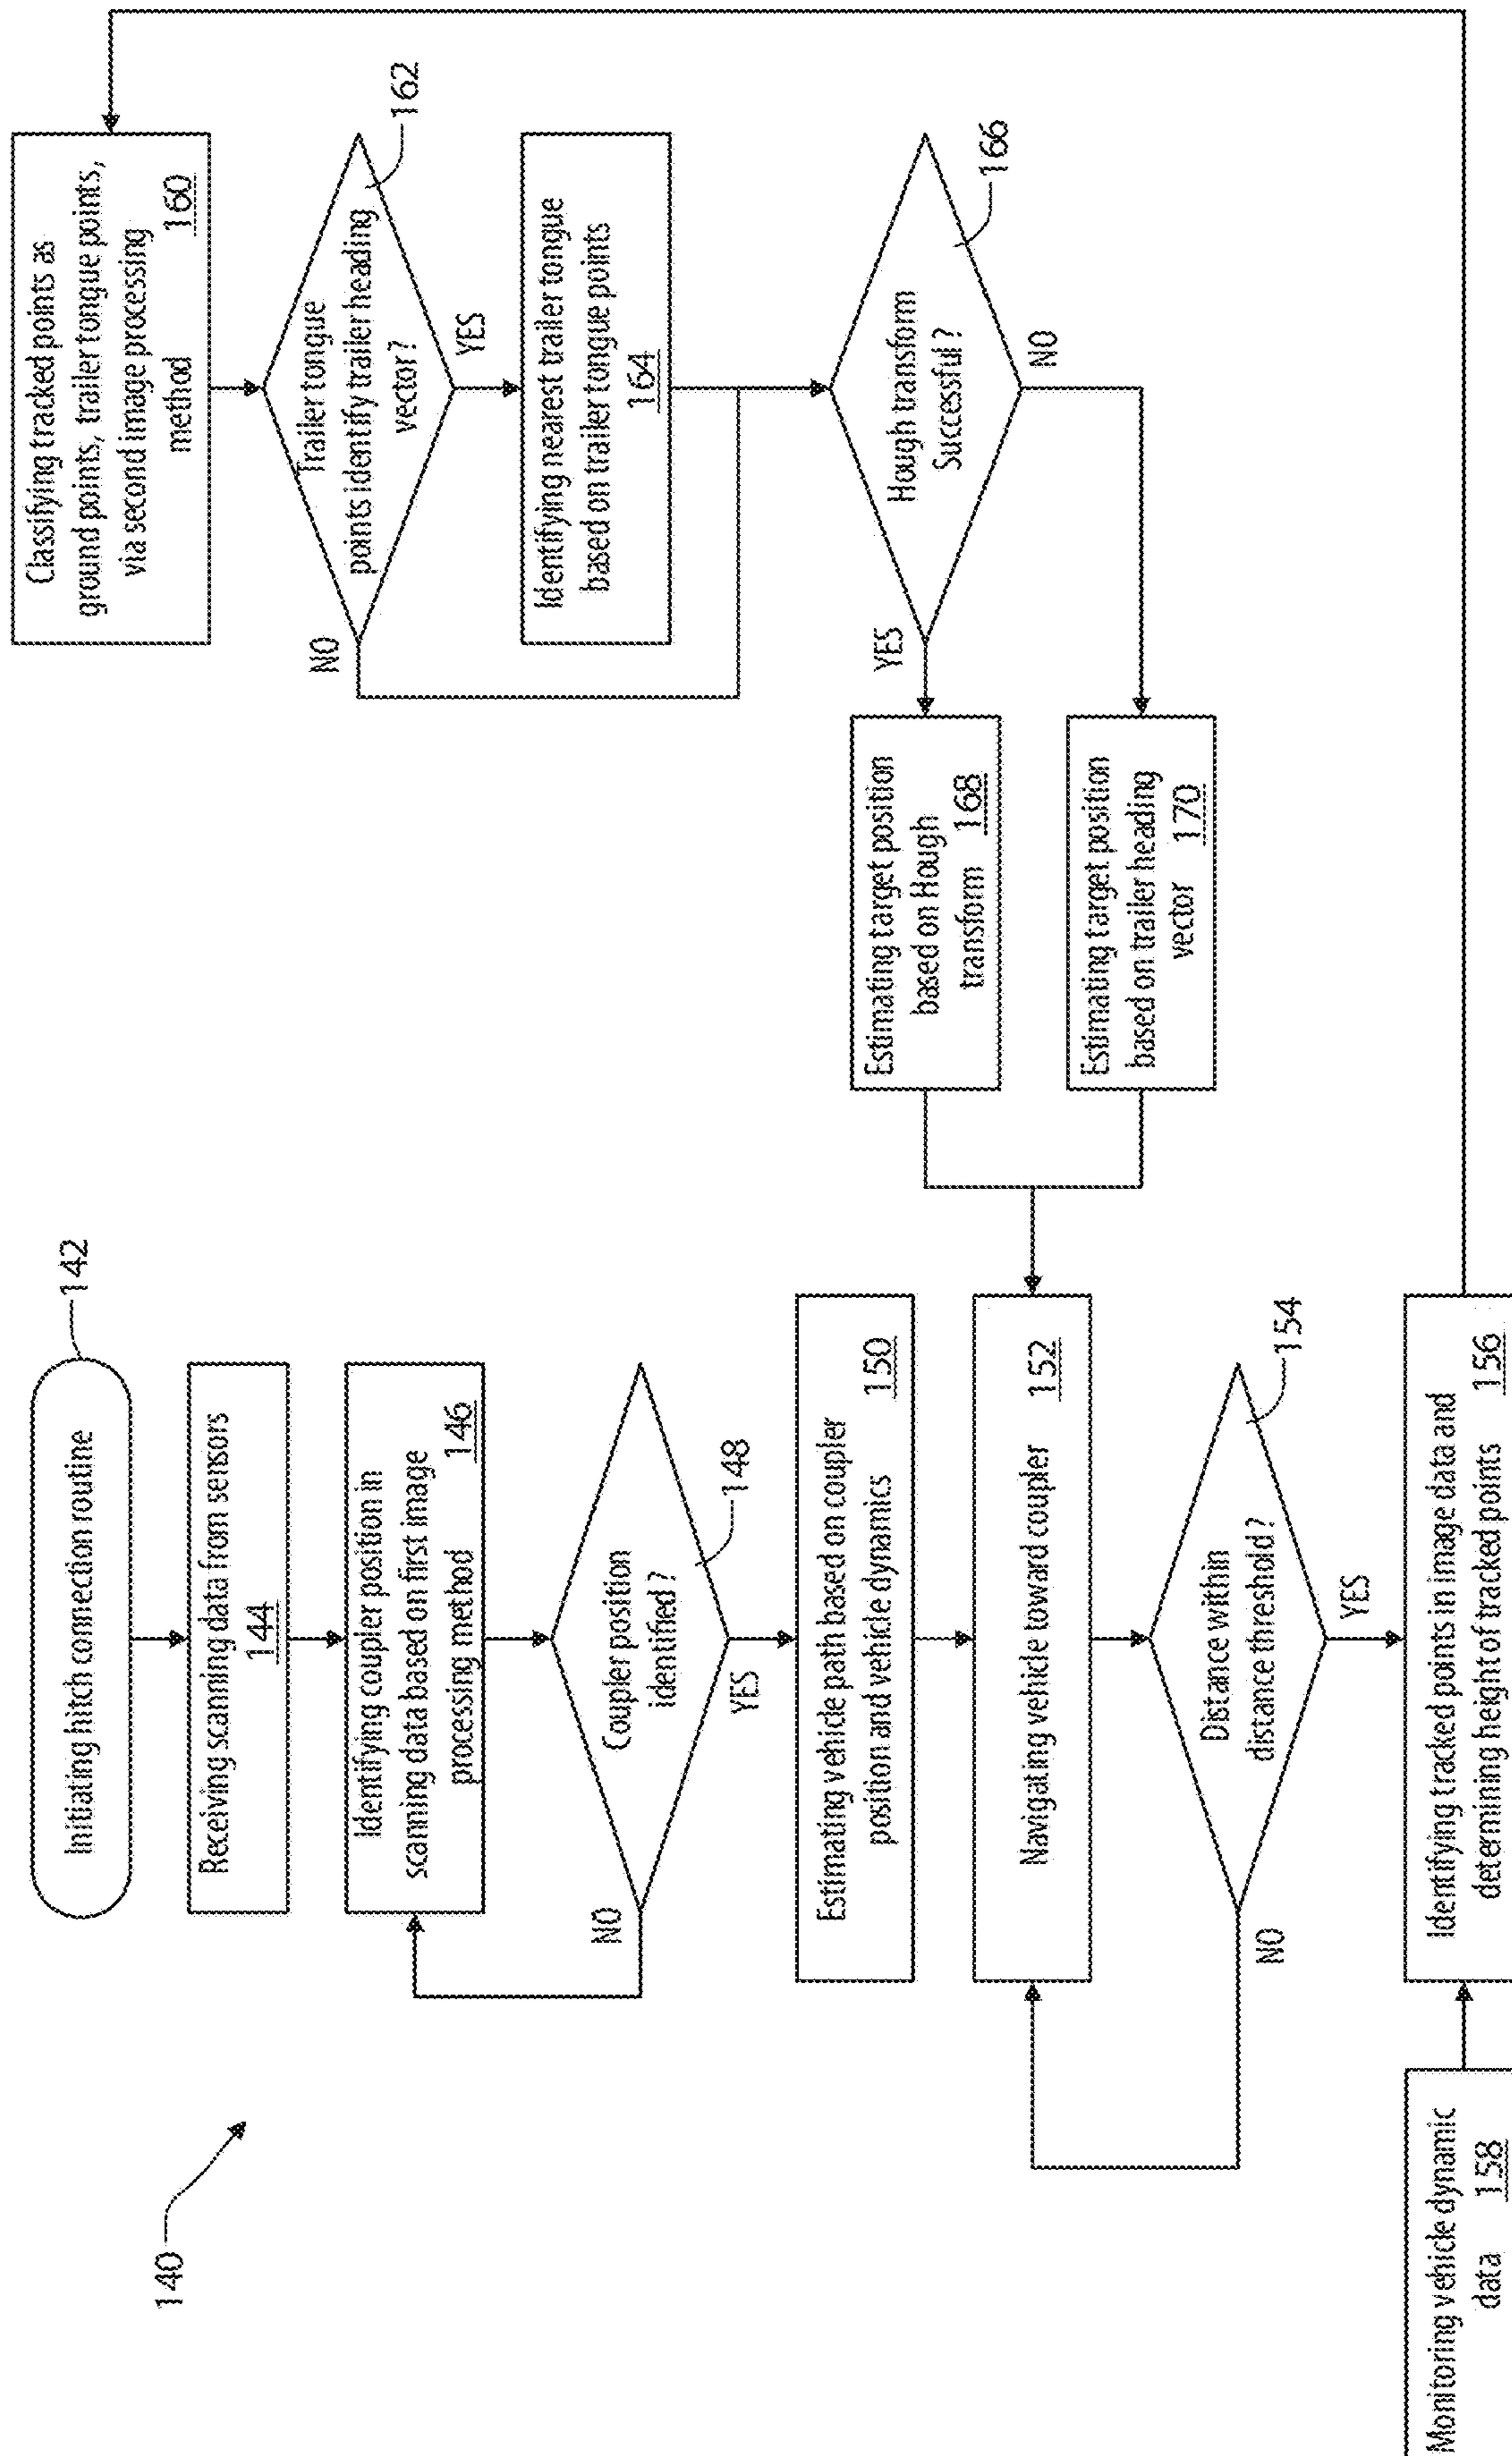 140
Initiating hitch connection routine
142
Receiving scanning data from sensors
144
Identifying coupler position in
scanning data based on first image
processing method 146
Coupler position
identified?
148
NO
YES
Estimating vehicle path based on coupler
position and vehicle dynamics 150
Navigating vehicle toward coupler 152
Distance within
distance threshold?
154
NO
YES
Monitoring vehicle dynamic
data 158
Identifying tracked points in image data and
determining height of tracked points 156
Classifying tracked points as
ground points, trailer tongue points,
via second image processing
method 160
Trailer tongue
points identify trailer heading
vector?
162
NO
YES
Identifying nearest trailer tongue
based on trailer tongue points
164
Hough transform
Successful?
166
YES
NO
Estimating target position
based on Hough
transform 168
Estimating target position
based on trailer heading
vector 170